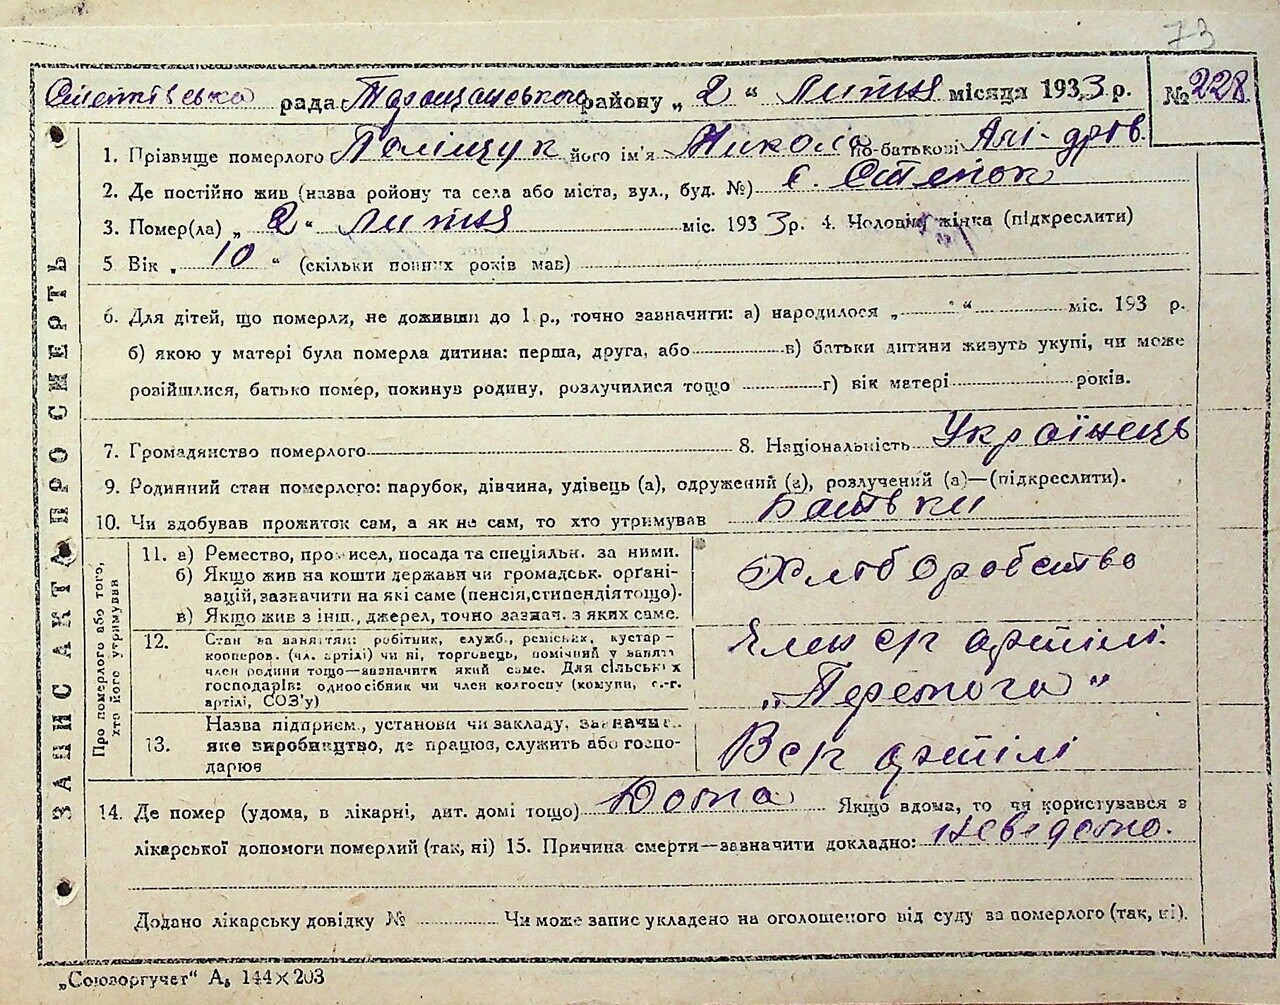 73
рада Таращанського району „ 2 “ Липня місяця 1933 р. № 228
1. Прізвище померлого Поліщук його ім'я Микола по-батькові
2. Де постійно жив (назва району та села або міста, вул., буд. №) с. Степок
3. Помер(ла) „ 2 “ Липня міс. 1933 р. 4. Чоловік, жінка (підкреслити)
5. Вік „ 10 “ (скільки повних років мав)
6. Для дітей, що померли, не доживши до 1 р., точно зазначити: а) народилося „ “ міс. 193 р.
б) якою у матері була померла дитина: перша, друга, або в) батьки дитини живуть укупі, чи може
розійшлися, батько помер, покинув родину, розлучилися тощо г) вік матері років.
7. Громадянство померлого 8. Національність Українець
9. Родинний стан померлого: парубок, дівчина, удівець (а), одружений (а), розлучений (а)—(підкреслити).
10. Чи здобував прожиток сам, а як не сам, то хто утримував Батьки
ЗАПИС АКТА ПРО СМЕРТЬ
Про померлого або того,
хто його утримував
11. а) Ремество, промисел, посада та спеціяльн. за ними.
б) Якщо жив на кошти держави чи громадськ. орґані-
зацій, зазначити на які саме (пенсія, стипендія тощо).
в) Якщо жив з інш., джерел, точно зазнач. з яких саме.
Хліборобство
12. Стан за заняттям: робітник, служб., ремісник, кустар-
кооперов. (чл. артілі) чи ні, торговець, помічний у занятт
член родини тощо—зазначити який саме. Для сільськіх
господарів: одноосібник чи член колгоспу (комуни, с.-г.
артілі, СОЗ'у)
Член с/г артілі
„Перемога“
13. Назва підприєм., установи чи закладу, зазначит.
яке виробництво, де працює, служить або госпо-
дарює
В с/г артілі
14. Де помер (удома, в лікарні, дит. домі тощо) Дома Якщо вдома, то чи користувався з
лікарської допомоги померлий (так, ні) 15. Причина смерти—зазначити докладно: невідомо.
Додано лікарську довідку № Чи може запис укладено на оголошеного від суду за померлого (так, ні).
„Союзоргучет“ А₅ 144×203